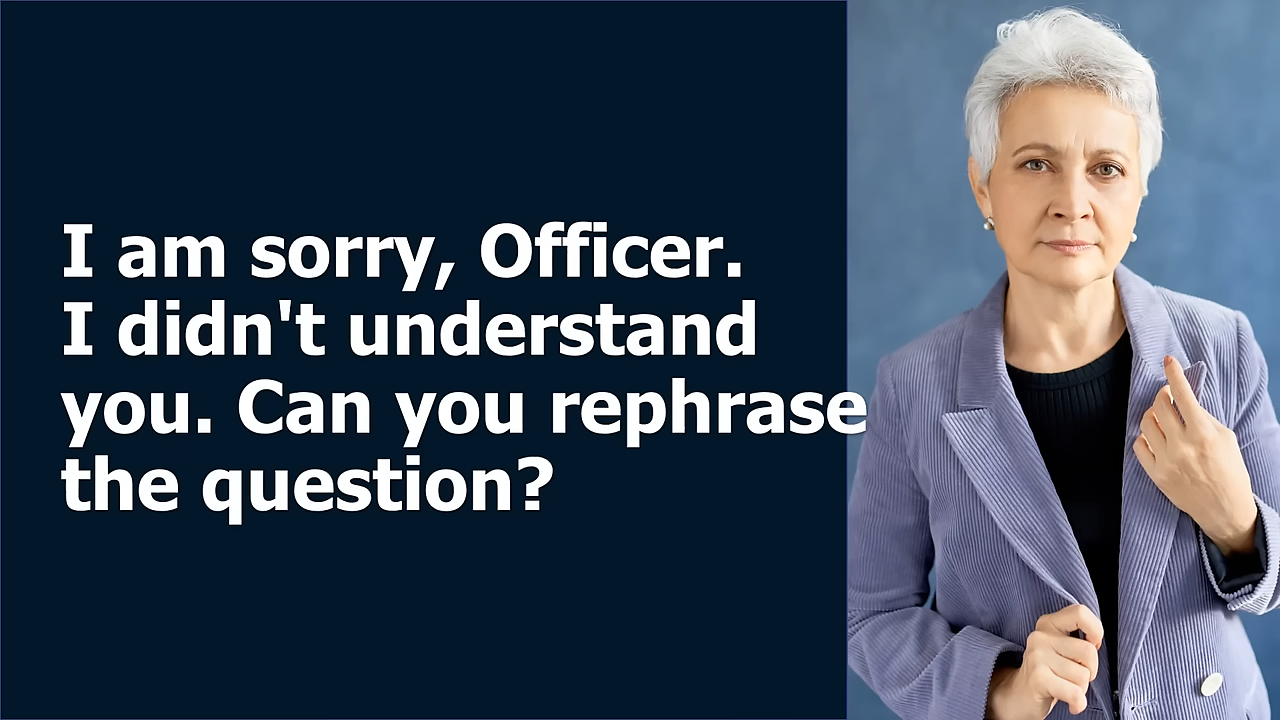 I am sorry, Officer.
I didn't understand
you. Can you rephrase
the question?